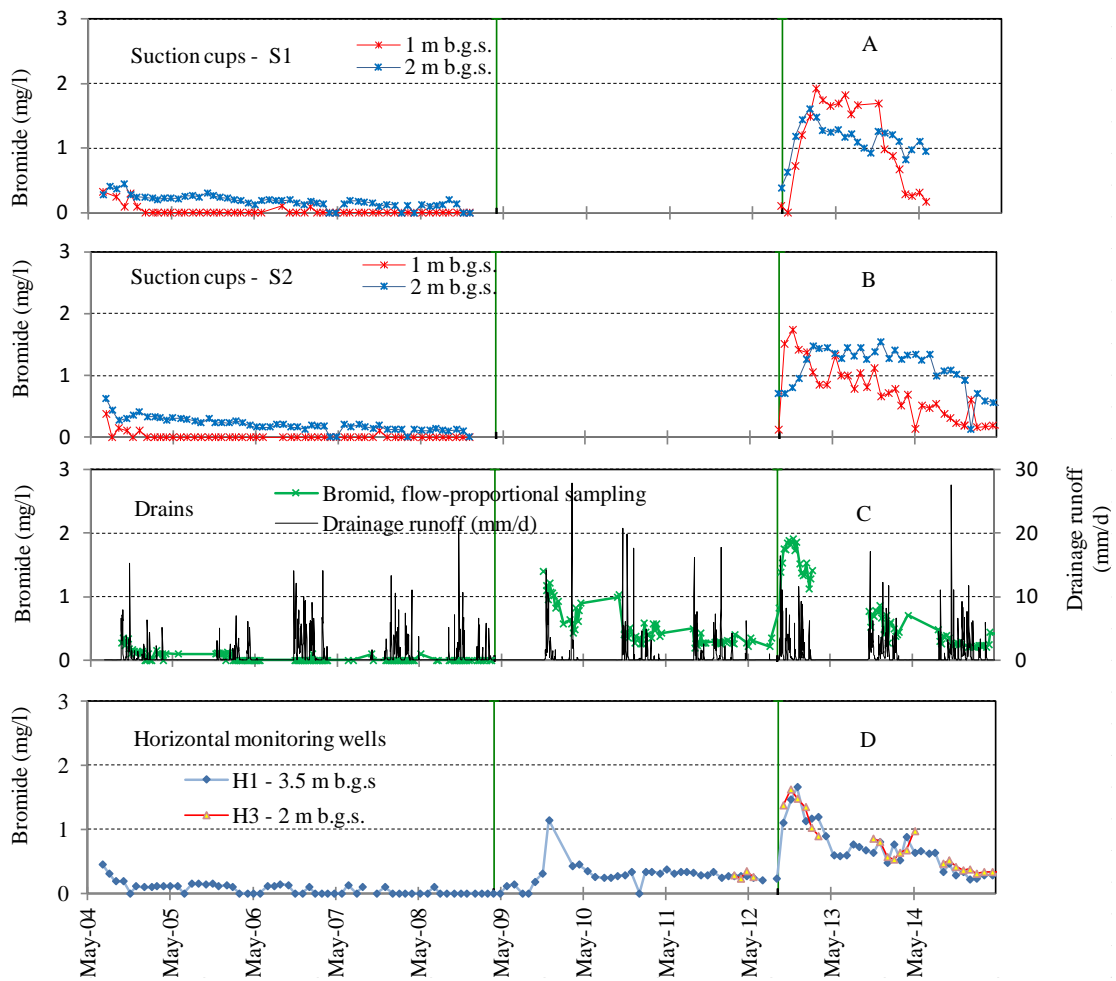 3
2
1
0
Bromide (mg/l)
Suction cups - S1
1 m b.g.s.
2 m b.g.s.
A
3
2
1
0
Bromide (mg/l)
Suction cups - S2
1 m b.g.s.
2 m b.g.s.
B
3
2
1
0
Bromide (mg/l)
Drains
Bromid, flow-proportional sampling
Drainage runoff (mm/d)
C
30
20
10
0
Drainage runoff
(mm/d)
3
2
1
0
Bromide (mg/l)
Horizontal monitoring wells
H1 - 3.5 m b.g.s
H3 - 2 m b.g.s.
D
May-04
May-05
May-06
May-07
May-08
May-09
May-10
May-11
May-12
May-13
May-14